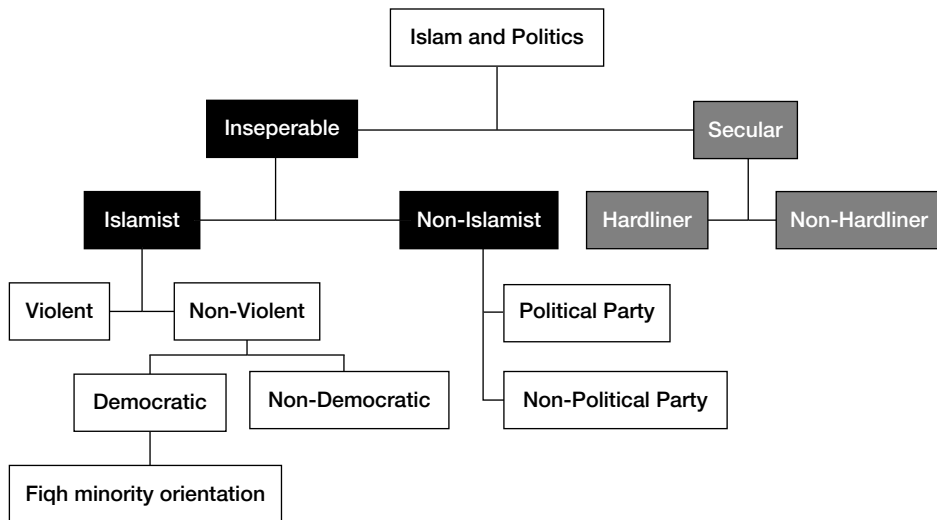 Islam and Politics
Inseperable
Secular
Islamist
Non-Islamist
Hardliner
Non-Hardliner
Violent
Non-Violent
Political Party
Democratic
Non-Democratic
Non-Political Party
Fiqh minority orientation